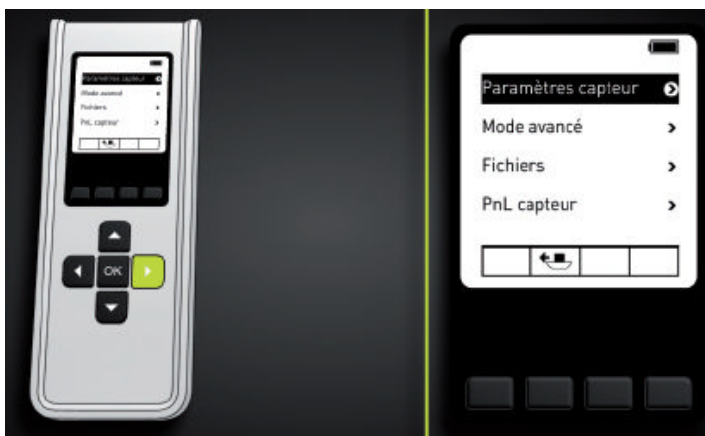 Paramètres capteur
Mode avancé
Fichiers
PnL capteur
OK
Paramètres capteur
Mode avancé
Fichiers
PnL capteur